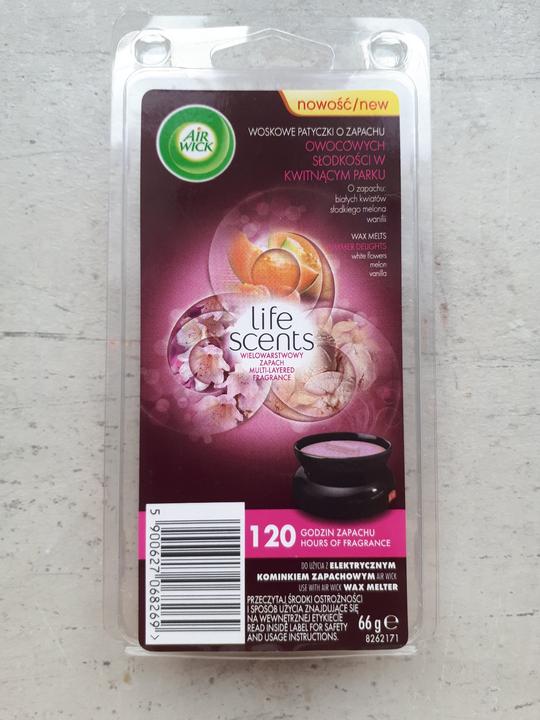 nowość/new
AIR
WICK
WOSKOWE PATYCZKI O ZAPACHU
OWOCOWYCH
SŁODKOŚCI W
KWITNĄCYM PARKU
O zapachu:
białych kwiatów
słodkiego melona
wanilii
WAX MELTS
SUMMER DELIGHTS
white flowers
melon
vanilla
life
scents
WIELOWARSTWOWY
ZAPACH
MULTI-LAYERED
FRAGRANCE
120 GODZIN ZAPACHU
HOURS OF FRAGRANCE
DO UŻYCIA Z ELEKTRYCZNYM
KOMINKIEM ZAPACHOWYM AIR WICK
USE WITH AIR WICK WAX MELTER
PRZECZYTAJ ŚRODKI OSTROŻNOŚCI
I SPOSÓB UŻYCIA ZNAJDUJĄCE SIĘ
NA WEWNĘTRZNEJ ETYKIECIE
READ INSIDE LABEL FOR SAFETY
AND USAGE INSTRUCTIONS.
66 g ℮
8262171
5 900627 068269 >